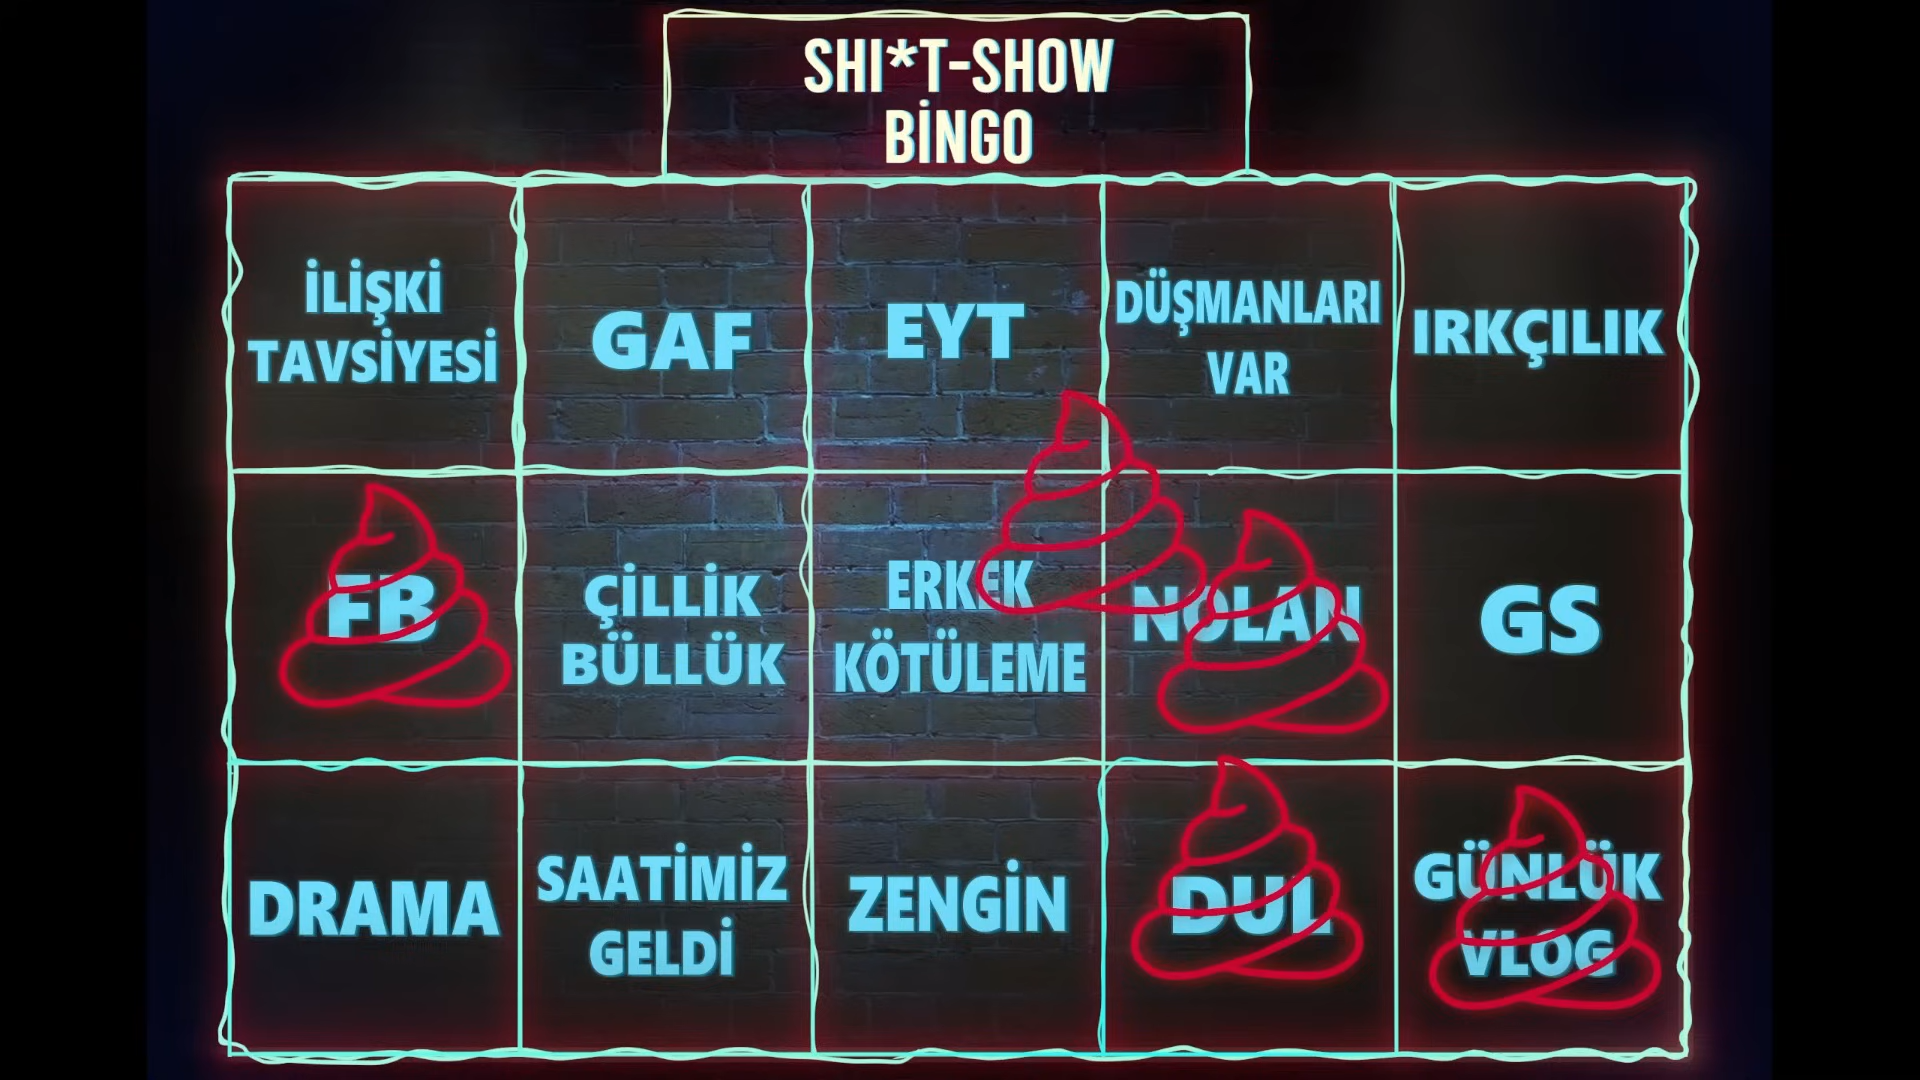 SHI*T-SHOW
BİNGO
İLİŞKİ
TAVSİYESİ
GAF
EYT
DÜŞMANLARI
VAR
IRKÇILIK
FB
ÇİLLİK
BÜLLÜK
ERKEK
KÖTÜLEME
NOLAN
GS
DRAMA
SAATİMİZ
GELDİ
ZENGİN
DUL
GÜNLÜK
VLOG